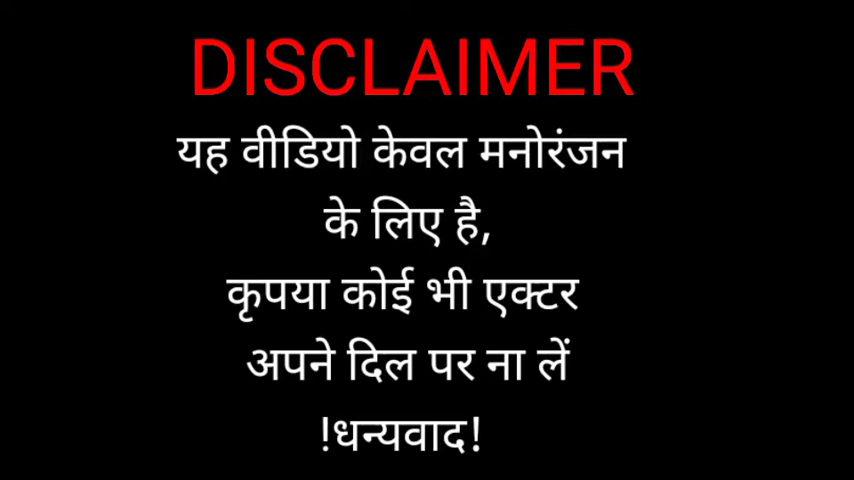 DISCLAIMER
यह वीडियो केवल मनोरंजन
के लिए है,
कृपया कोई भी एक्टर
अपने दिल पर ना लें
!धन्यवाद!